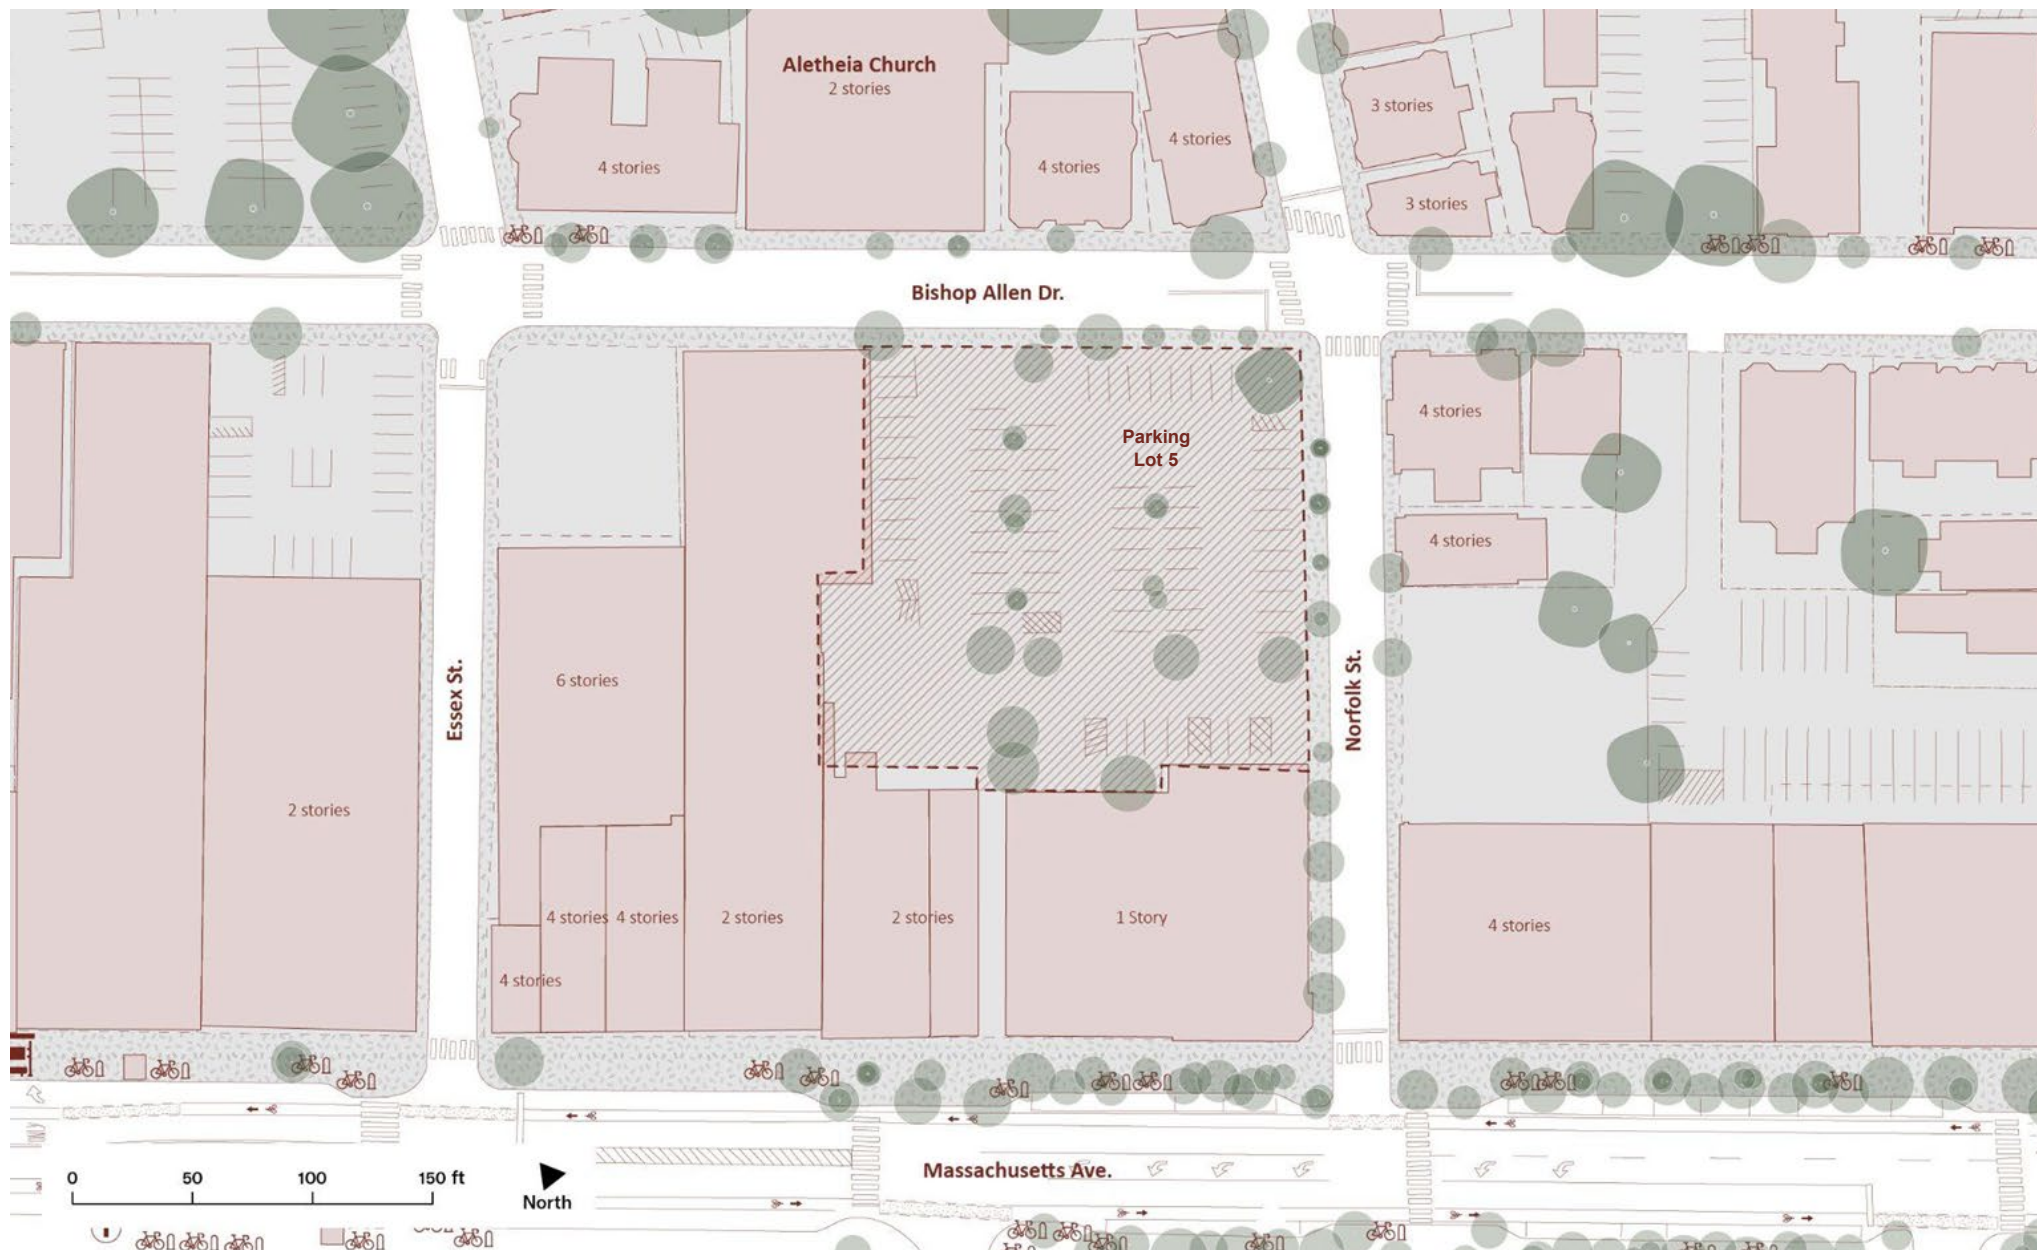 Aletheia Church
2 stories
3 stories
4 stories
4 stories
4 stories
3 stories
Bishop Allen Dr.
Parking
Lot 5
4 stories
4 stories
6 stories
Essex St.
Norfolk St.
2 stories
4 stories
4 stories
2 stories
2 stories
1 Story
4 stories
4 stories
Massachusetts Ave.
0
50
100
150 ft
North